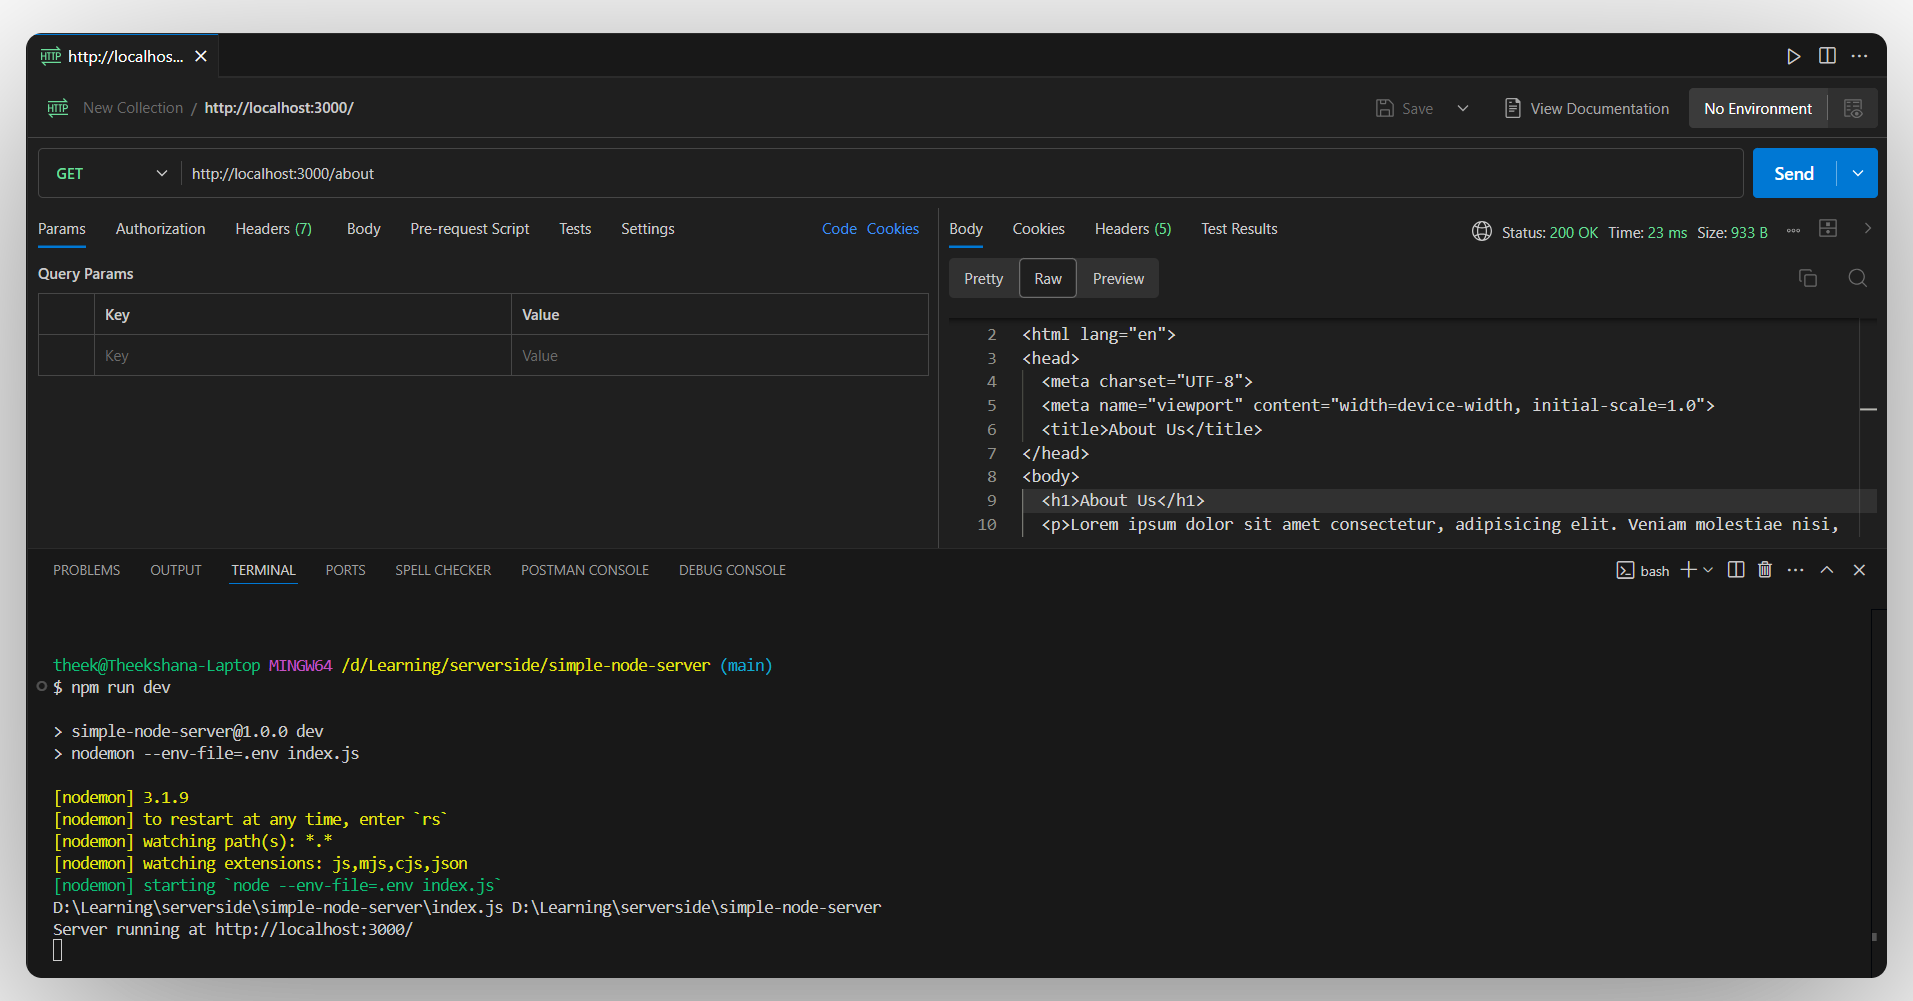 HTTP http://localhos...
HTTP New Collection / http://localhost:3000/
Save View Documentation No Environment
GET http://localhost:3000/about Send
Params Authorization Headers (7) Body Pre-request Script Tests Settings Code Cookies
Query Params
Key Value
Key Value
Body Cookies Headers (5) Test Results Status: 200 OK Time: 23 ms Size: 933 B
Pretty Raw Preview
2 <html lang="en">
3 <head>
4 <meta charset="UTF-8">
5 <meta name="viewport" content="width=device-width, initial-scale=1.0">
6 <title>About Us</title>
7 </head>
8 <body>
9 <h1>About Us</h1>
10 <p>Lorem ipsum dolor sit amet consectetur, adipisicing elit. Veniam molestiae nisi,
PROBLEMS OUTPUT TERMINAL PORTS SPELL CHECKER POSTMAN CONSOLE DEBUG CONSOLE bash
theek@Theekshana-Laptop MINGW64 /d/Learning/serverside/simple-node-server (main)
$ npm run dev
> simple-node-server@1.0.0 dev
> nodemon --env-file=.env index.js
[nodemon] 3.1.9
[nodemon] to restart at any time, enter `rs`
[nodemon] watching path(s): *.*
[nodemon] watching extensions: js,mjs,cjs,json
[nodemon] starting `node --env-file=.env index.js`
D:\Learning\serverside\simple-node-server\index.js D:\Learning\serverside\simple-node-server
Server running at http://localhost:3000/